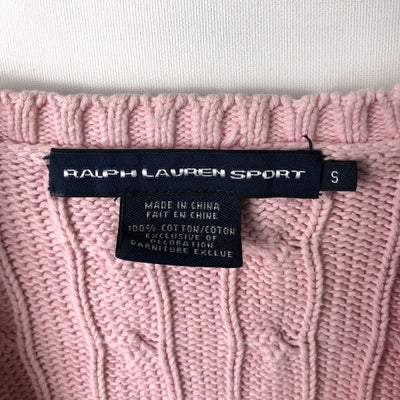 RALPH LAUREN SPORT
S
MADE IN CHINA
FAIT EN CHINE
100% COTTON/COTON
EXCLUSIVE OF
DECORATION
GARNITURE EXCLUE